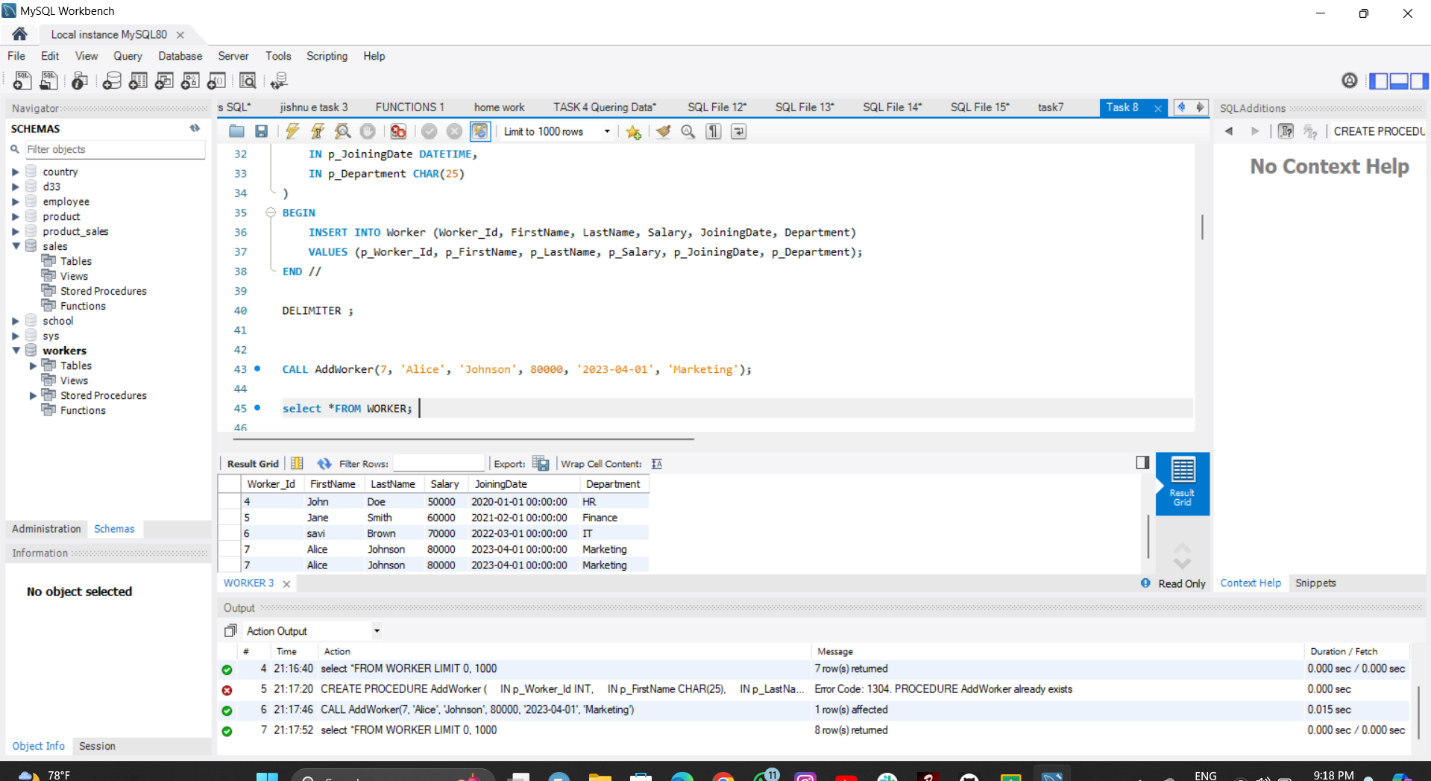 MySQL Workbench
Local instance MySQL80
File Edit View Query Database Server Tools Scripting Help
Navigator
SCHEMAS
Filter objects
country
d33
employee
product
product_sales
sales
Tables
Views
Stored Procedures
Functions
school
sys
workers
Tables
Views
Stored Procedures
Functions
Administration Schemas
Information
No object selected
Object Info Session
s SQL* jishnu e task 3 FUNCTIONS 1 home work TASK 4 Quering Data* SQL File 12* SQL File 13* SQL File 14* SQL File 15* task7 Task 8
Limit to 1000 rows
32 IN p_JoiningDate DATETIME,
33 IN p_Department CHAR(25)
34 )
35 BEGIN
36 INSERT INTO Worker (Worker_Id, FirstName, LastName, Salary, JoiningDate, Department)
37 VALUES (p_Worker_Id, p_FirstName, p_LastName, p_Salary, p_JoiningDate, p_Department);
38 END //
39
40 DELIMITER ;
41
42
43 CALL AddWorker(7, 'Alice', 'Johnson', 80000, '2023-04-01', 'Marketing');
44
45 select *FROM WORKER;
46
Result Grid Filter Rows: Export: Wrap Cell Content:
Worker_Id FirstName LastName Salary JoiningDate Department
4 John Doe 50000 2020-01-01 00:00:00 HR
5 Jane Smith 60000 2021-02-01 00:00:00 Finance
6 savi Brown 70000 2022-03-01 00:00:00 IT
7 Alice Johnson 80000 2023-04-01 00:00:00 Marketing
7 Alice Johnson 80000 2023-04-01 00:00:00 Marketing
Result
Grid
WORKER 3 Read Only
SQLAdditions
CREATE PROCEDU
No Context Help
Context Help Snippets
Output
Action Output
# Time Action Message Duration / Fetch
4 21:16:40 select *FROM WORKER LIMIT 0, 1000 7 row(s) returned 0.000 sec / 0.000 sec
5 21:17:20 CREATE PROCEDURE AddWorker ( IN p_Worker_Id INT, IN p_FirstName CHAR(25), IN p_LastNa... Error Code: 1304. PROCEDURE AddWorker already exists 0.000 sec
6 21:17:46 CALL AddWorker(7, 'Alice', 'Johnson', 80000, '2023-04-01', 'Marketing') 1 row(s) affected 0.015 sec
7 21:17:52 select *FROM WORKER LIMIT 0, 1000 8 row(s) returned 0.000 sec / 0.000 sec
78°F
11
ENG
9:18 PM